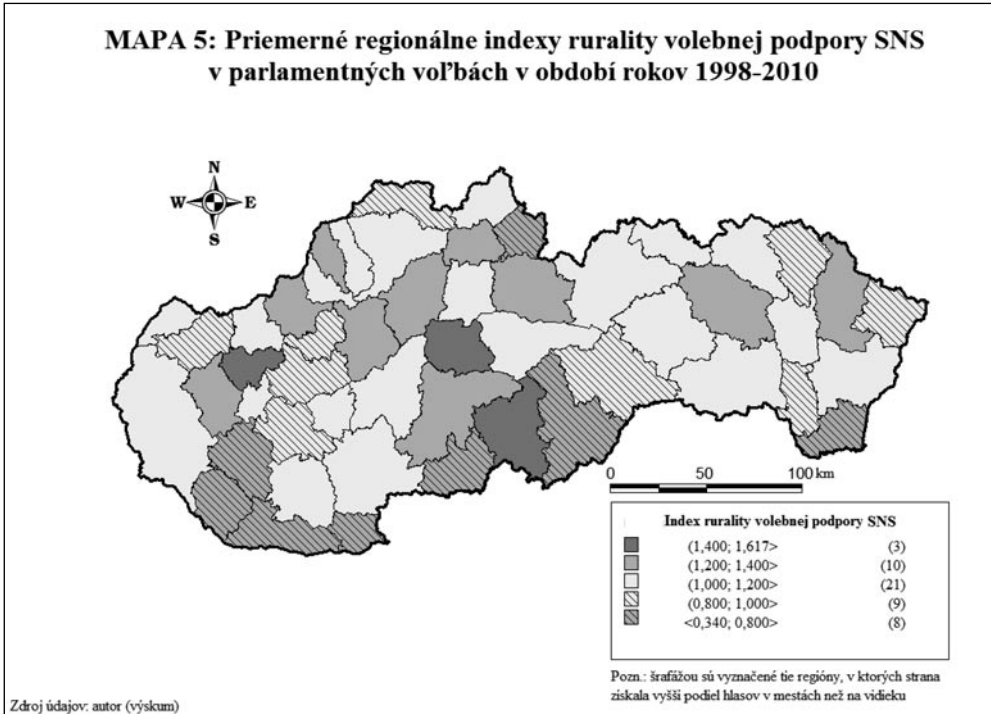 MAPA 5: Priemerné regionálne indexy rurality volebnej podpory SNS
v parlamentných voľbách v období rokov 1998-2010
N
W E
S
0 50 100 km
Index rurality volebnej podpory SNS
(1,400; 1,617> (3)
(1,200; 1,400> (10)
(1,000; 1,200> (21)
(0,800; 1,000> (9)
<0,340; 0,800> (8)
Pozn.: šrafážou sú vyznačené tie regióny, v ktorých strana
získala vyšší podiel hlasov v mestách než na vidieku
Zdroj údajov: autor (výskum)